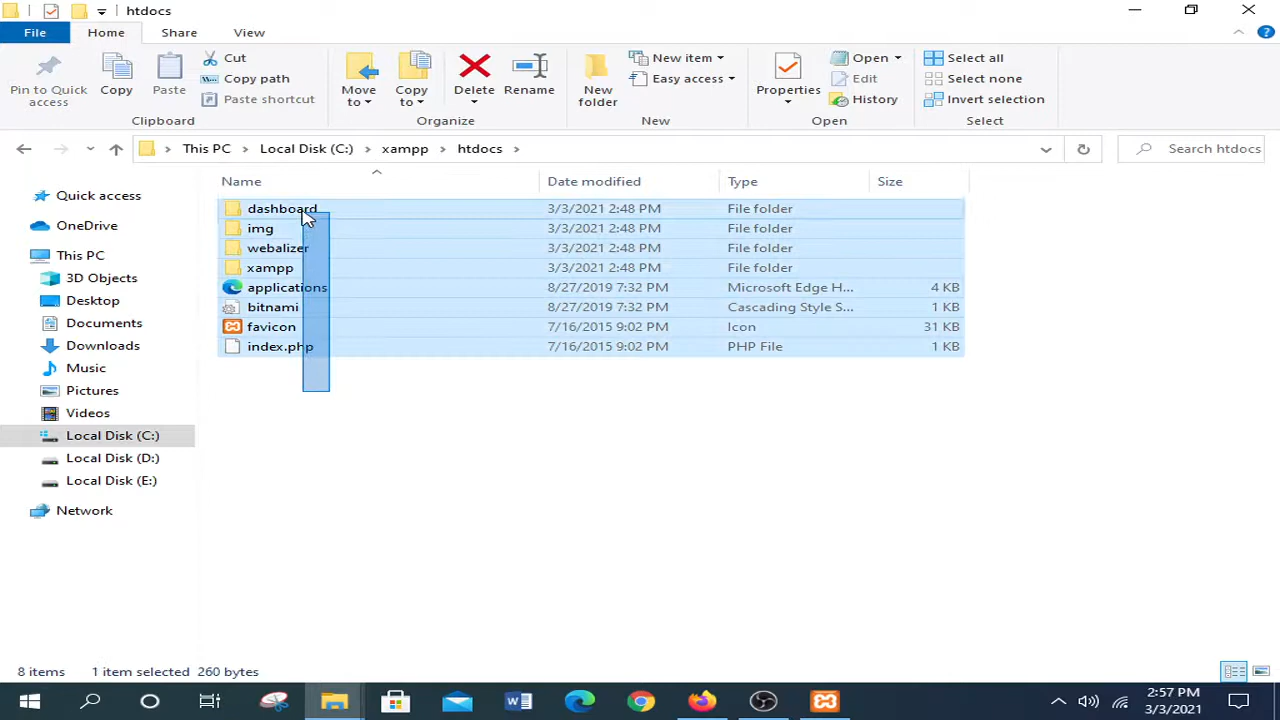 htdocs
File Home Share View
Pin to Quick access
Copy
Paste
Cut
Copy path
Paste shortcut
Clipboard
Move to
Copy to
Delete
Rename
Organize
New folder
New item
Easy access
New
Properties
Open
Edit
History
Open
Select all
Select none
Invert selection
Select
This PC Local Disk (C:) xampp htdocs
Search htdocs
Name Date modified Type Size
dashboard 3/3/2021 2:48 PM File folder
img 3/3/2021 2:48 PM File folder
webalizer 3/3/2021 2:48 PM File folder
xampp 3/3/2021 2:48 PM File folder
applications 8/27/2019 7:32 PM Microsoft Edge H... 4 KB
bitnami 8/27/2019 7:32 PM Cascading Style S... 1 KB
favicon 7/16/2015 9:02 PM Icon 31 KB
index.php 7/16/2015 9:02 PM PHP File 1 KB
Quick access
OneDrive
This PC
3D Objects
Desktop
Documents
Downloads
Music
Pictures
Videos
Local Disk (C:)
Local Disk (D:)
Local Disk (E:)
Network
8 items 1 item selected 260 bytes
2:57 PM
3/3/2021